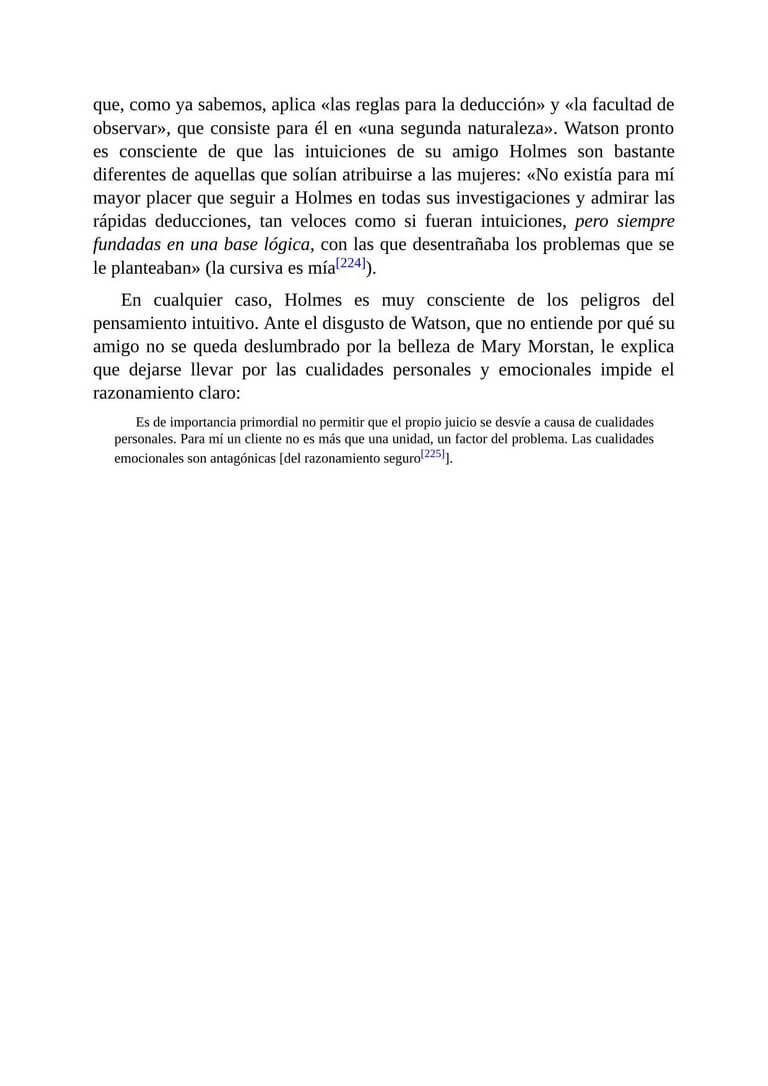 que, como ya sabemos, aplica «las reglas para la deducción» y «la facultad de
observar», que consiste para él en «una segunda naturaleza». Watson pronto
es consciente de que las intuiciones de su amigo Holmes son bastante
diferentes de aquellas que solían atribuirse a las mujeres: «No existía para mí
mayor placer que seguir a Holmes en todas sus investigaciones y admirar las
rápidas deducciones, tan veloces como si fueran intuiciones, pero siempre
fundadas en una base lógica, con las que desentrañaba los problemas que se
le planteaban» (la cursiva es mía[224]).
En cualquier caso, Holmes es muy consciente de los peligros del
pensamiento intuitivo. Ante el disgusto de Watson, que no entiende por qué su
amigo no se queda deslumbrado por la belleza de Mary Morstan, le explica
que dejarse llevar por las cualidades personales y emocionales impide el
razonamiento claro:
Es de importancia primordial no permitir que el propio juicio se desvíe a causa de cualidades
personales. Para mí un cliente no es más que una unidad, un factor del problema. Las cualidades
emocionales son antagónicas [del razonamiento seguro[225]].